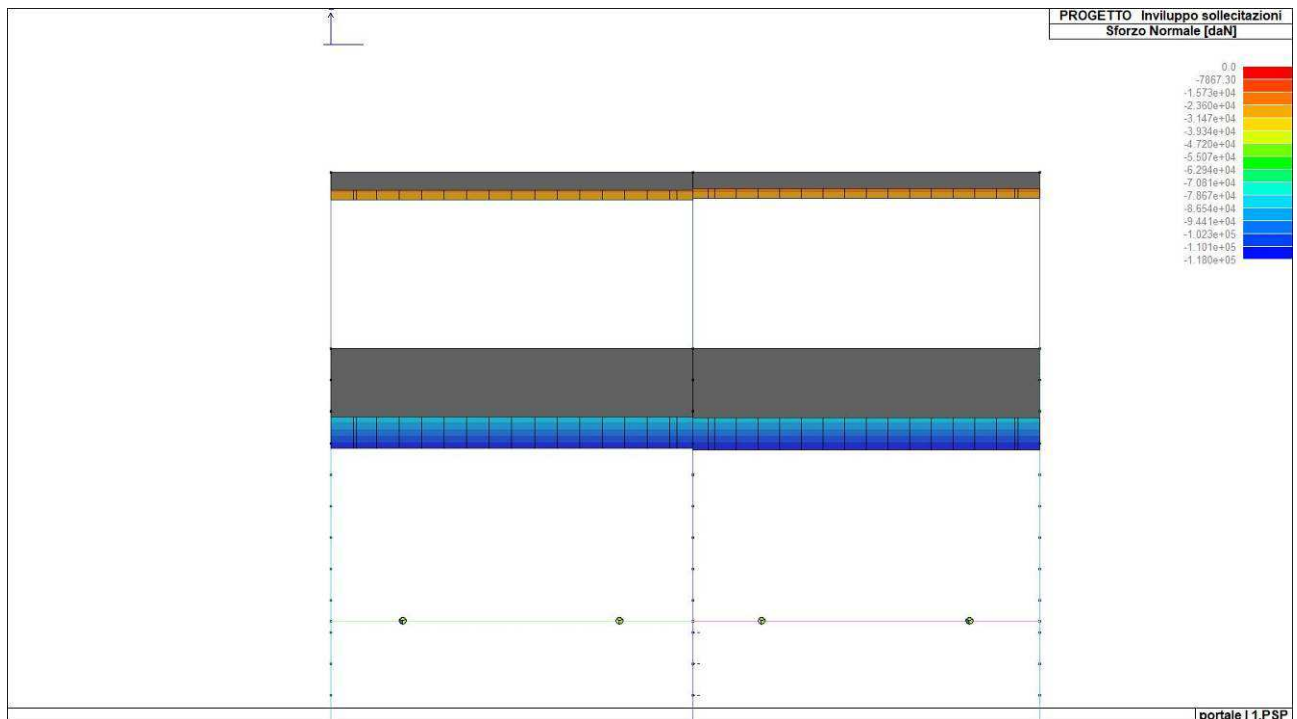 PROGETTO Inviluppo sollecitazioni
Sforzo Normale [daN]
0.0
-7867.30
-1.573e+04
-2.360e+04
-3.147e+04
-3.934e+04
-4.720e+04
-5.507e+04
-6.294e+04
-7.081e+04
-7.867e+04
-8.654e+04
-9.441e+04
-1.023e+05
-1.101e+05
-1.180e+05
portale l 1.PSP